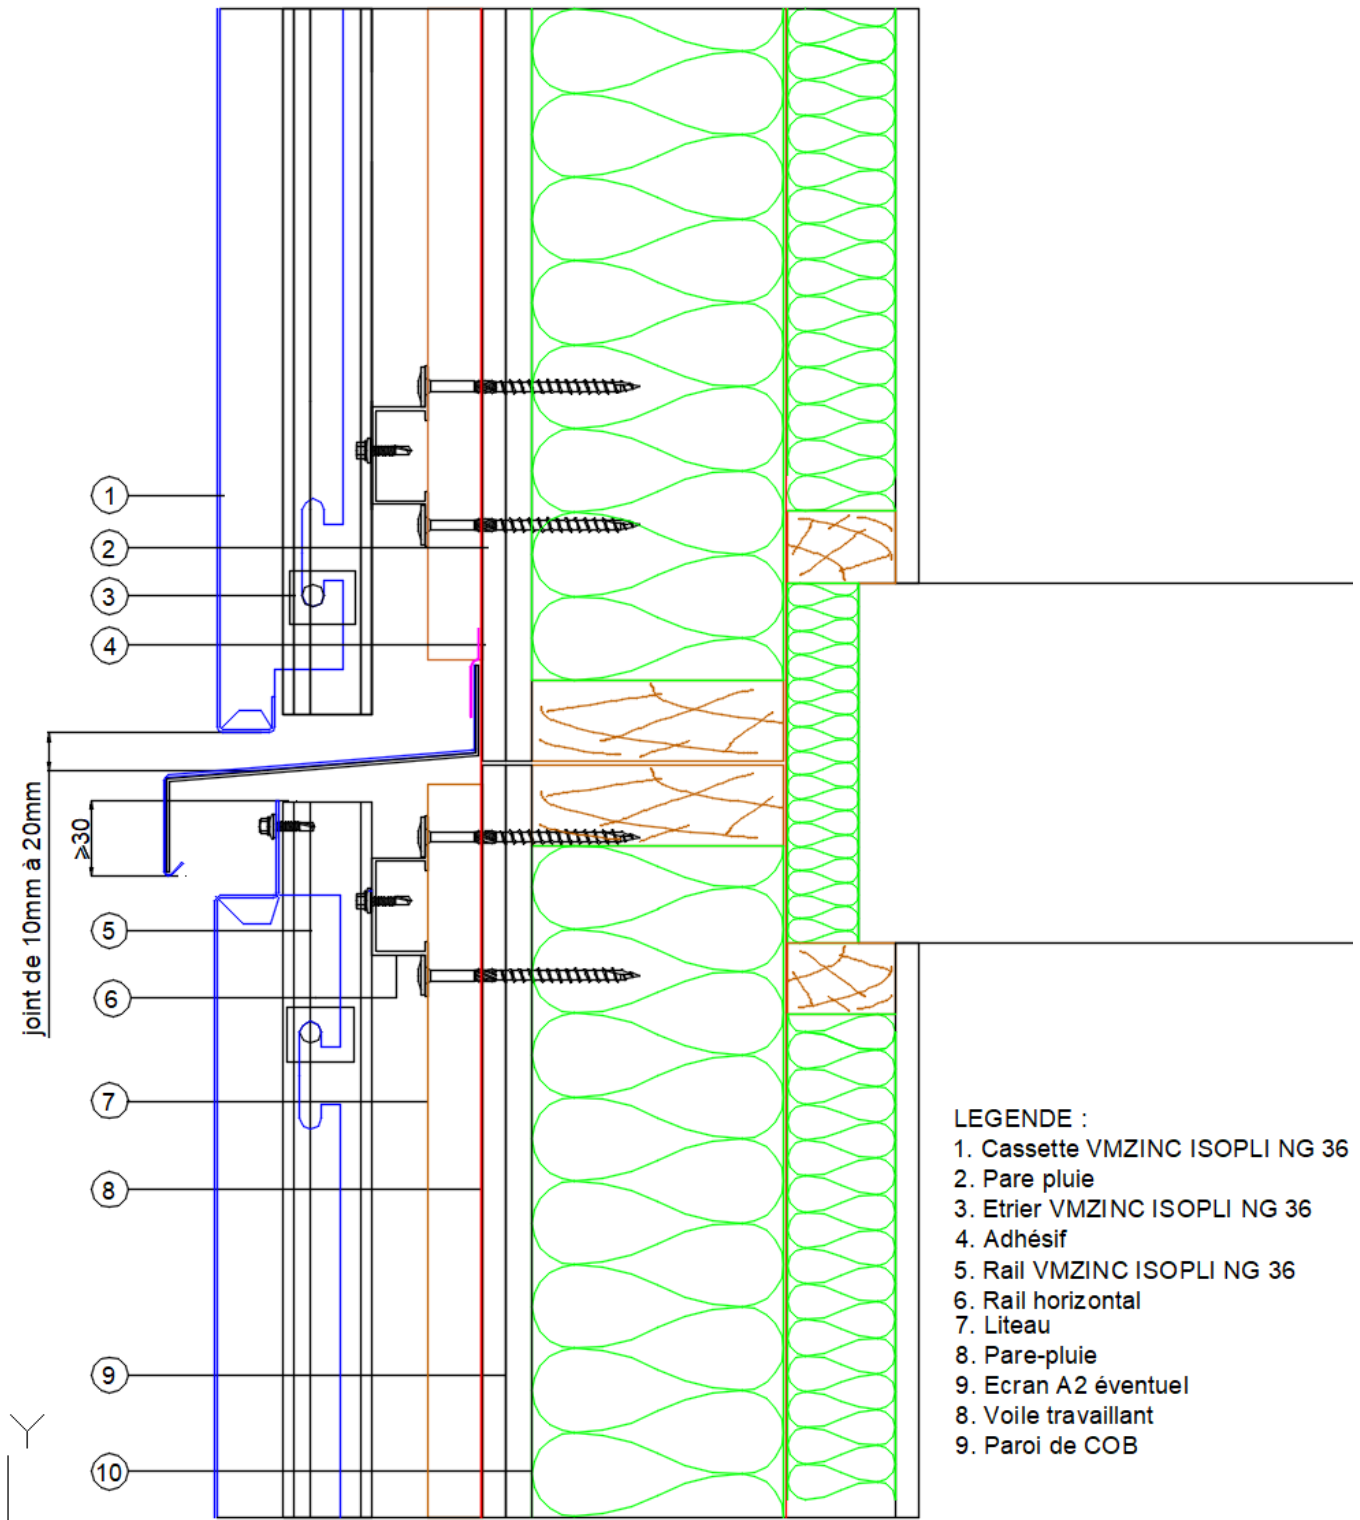 1
2
3
4
joint de 10mm à 20mm
≥30
5
6
7
8
9
10
Y
LEGENDE :
1. Cassette VMZINC ISOPLI NG 36
2. Pare pluie
3. Etrier VMZINC ISOPLI NG 36
4. Adhésif
5. Rail VMZINC ISOPLI NG 36
6. Rail horizontal
7. Liteau
8. Pare-pluie
9. Ecran A2 éventuel
8. Voile travaillant
9. Paroi de COB